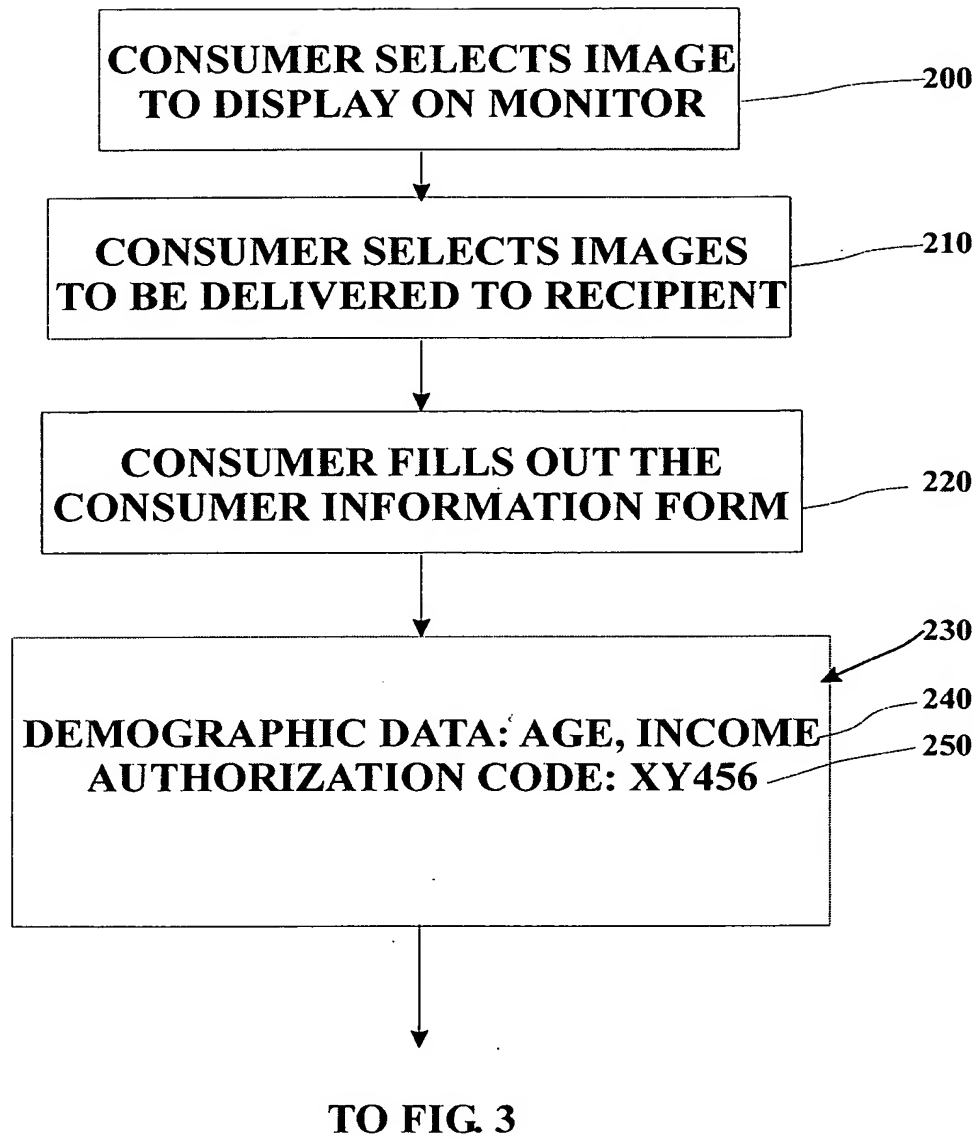 CONSUMER SELECTS IMAGE
TO DISPLAY ON MONITOR
200
CONSUMER SELECTS IMAGES
TO BE DELIVERED TO RECIPIENT
210
CONSUMER FILLS OUT THE
CONSUMER INFORMATION FORM
220
230
DEMOGRAPHIC DATA: AGE, INCOME
240
AUTHORIZATION CODE: XY456
250
TO FIG. 3